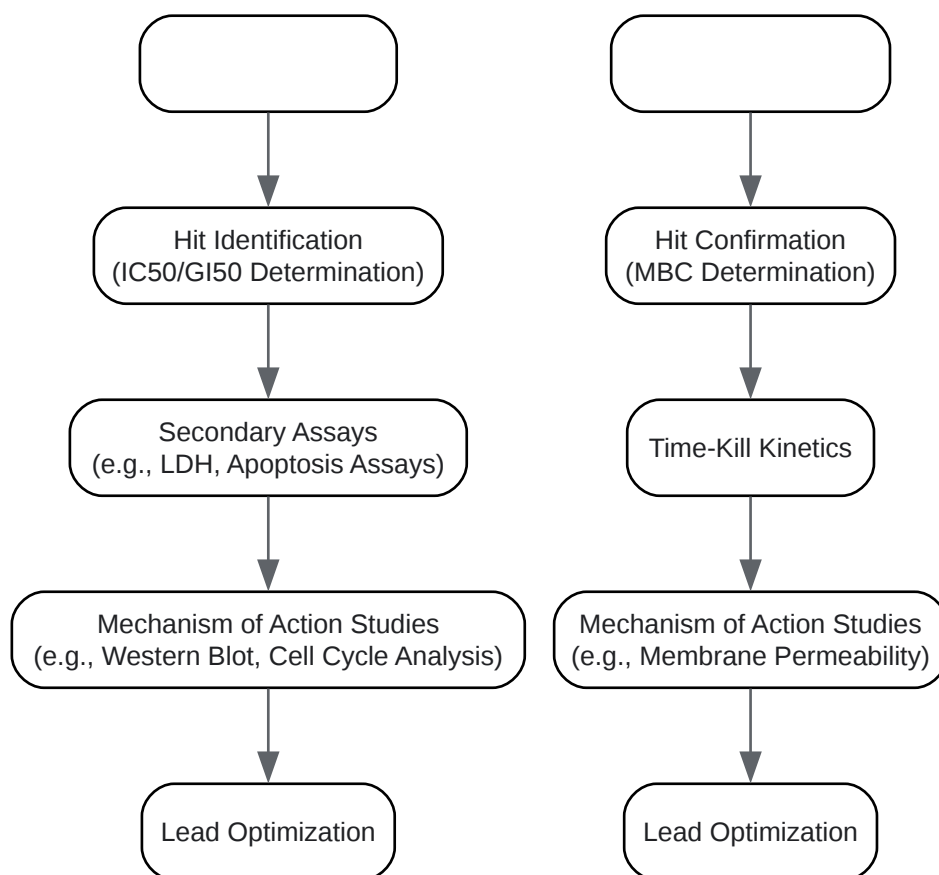 Hit Identification
(IC50/GI50 Determination)
Secondary Assays
(e.g., LDH, Apoptosis Assays)
Mechanism of Action Studies
(e.g., Western Blot, Cell Cycle Analysis)
Lead Optimization
Hit Confirmation
(MBC Determination)
Time-Kill Kinetics
Mechanism of Action Studies
(e.g., Membrane Permeability)
Lead Optimization